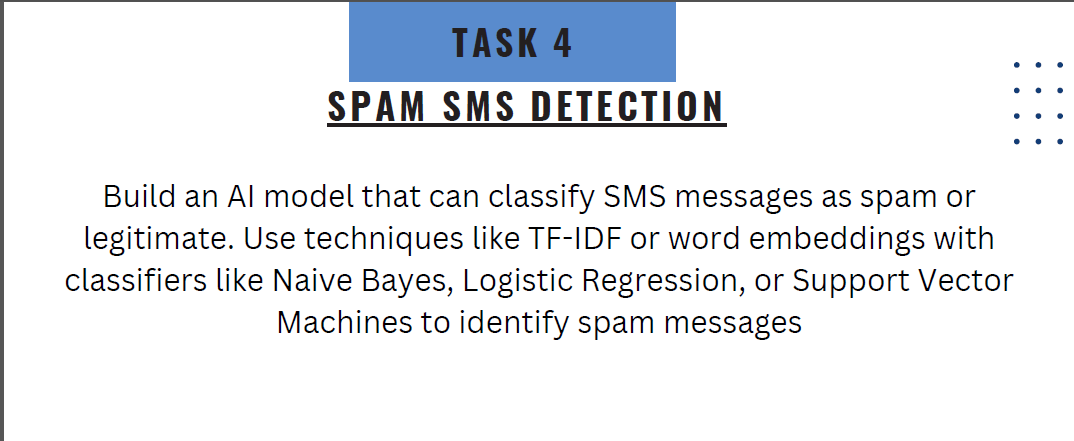 TASK 4
SPAM SMS DETECTION
Build an AI model that can classify SMS messages as spam or
legitimate. Use techniques like TF-IDF or word embeddings with
classifiers like Naive Bayes, Logistic Regression, or Support Vector
Machines to identify spam messages